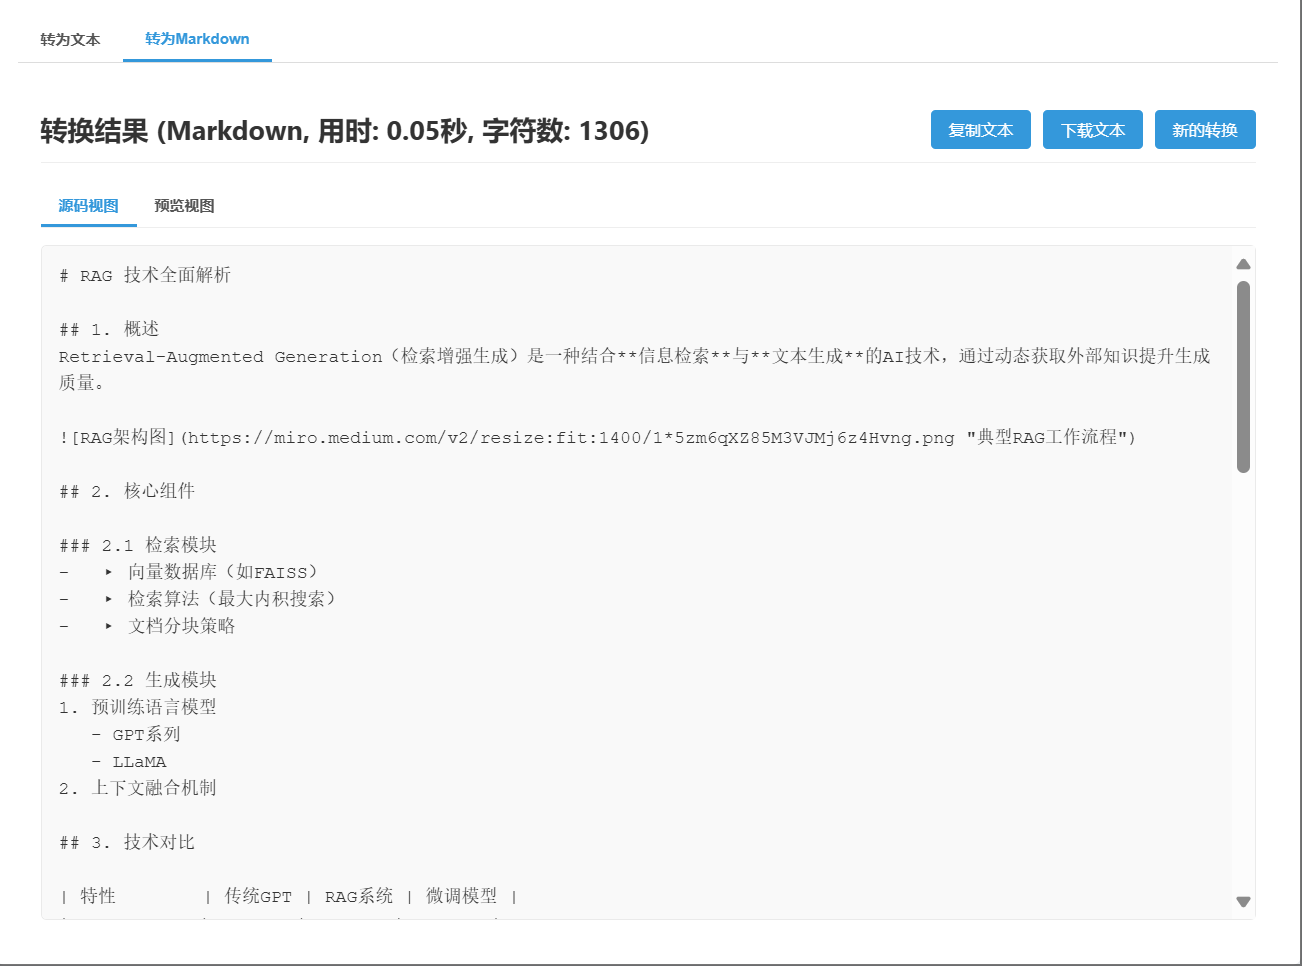 转为文本
转为Markdown
转换结果 (Markdown, 用时: 0.05秒, 字符数: 1306)
复制文本
下载文本
新的转换
源码视图
预览视图
# RAG 技术全面解析
## 1. 概述
Retrieval-Augmented Generation（检索增强生成）是一种结合**信息检索**与**文本生成**的AI技术，通过动态获取外部知识提升生成
质量。
![RAG架构图](https://miro.medium.com/v2/resize:fit:1400/1*5zm6qXZ85M3VJMj6z4Hvng.png "典型RAG工作流程")
## 2. 核心组件
### 2.1 检索模块
-   ‣ 向量数据库（如FAISS）
-   ‣ 检索算法（最大内积搜索）
-   ‣ 文档分块策略
### 2.2 生成模块
1. 预训练语言模型
   - GPT系列
   - LLaMA
2. 上下文融合机制
## 3. 技术对比
| 特性        | 传统GPT | RAG系统 | 微调模型 |